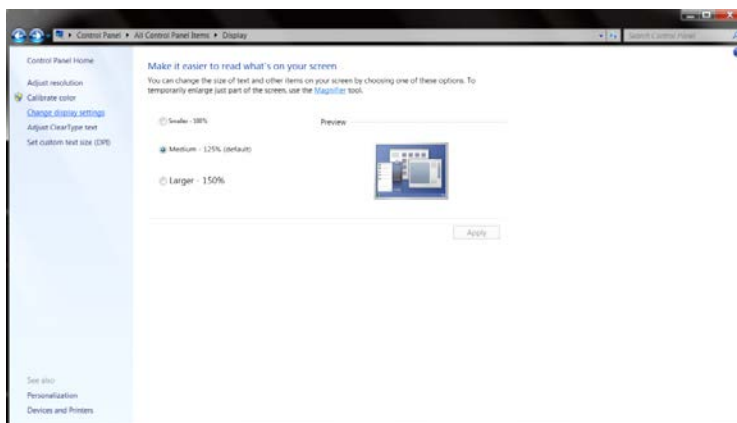 Control Panel ▸ All Control Panel Items ▸ Display
Search Control Panel
Control Panel Home
Adjust resolution
Calibrate color
Change display settings
Adjust ClearType text
Set custom text size (DPI)
Make it easier to read what's on your screen
You can change the size of text and other items on your screen by choosing one of these options. To
temporarily enlarge just part of the screen, use the Magnifier tool.
Smaller - 100%
Preview
Medium - 125% (default)
Larger - 150%
Apply
See also
Personalization
Devices and Printers